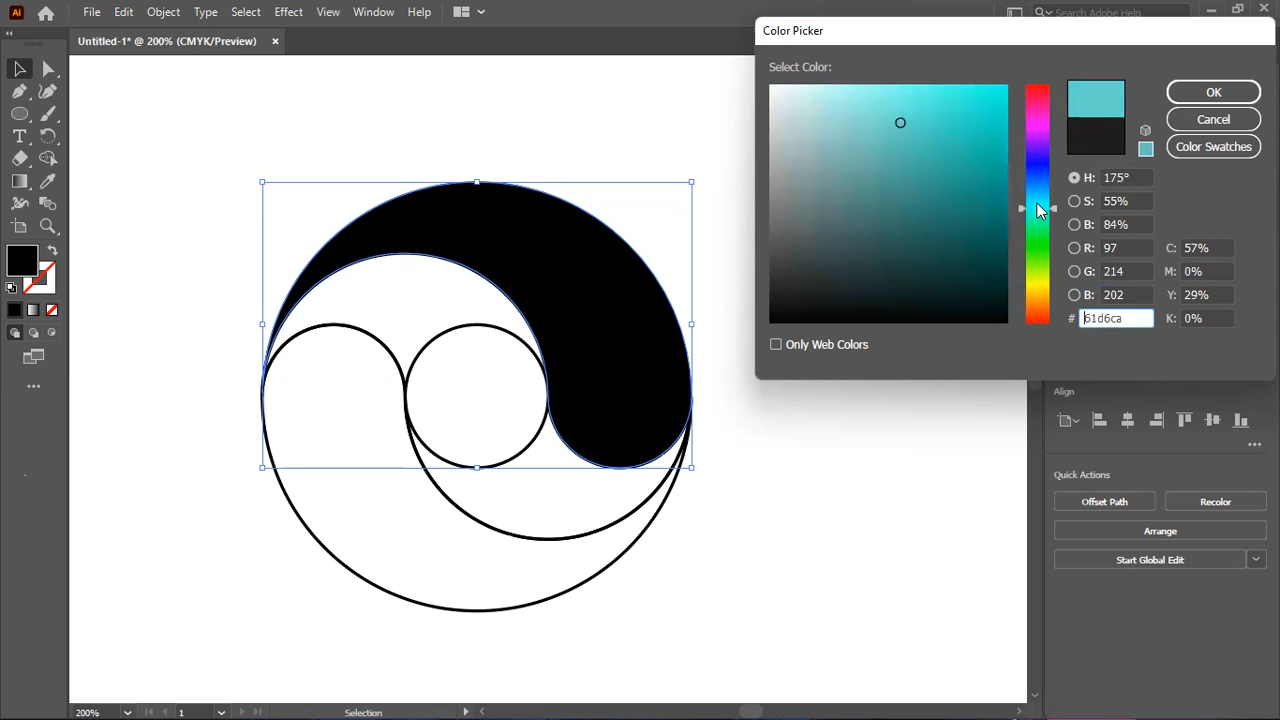 Ai File Edit Object Type Select Effect View Window Help
Search Adobe Help
Untitled-1* @ 200% (CMYK/Preview) ×
Color Picker
Select Color:
OK
Cancel
Color Swatches
H: 175°
S: 55%
B: 84%
R: 97 C: 57%
G: 214 M: 0%
B: 202 Y: 29%
# 61d6ca K: 0%
Only Web Colors
Align
Quick Actions
Offset Path Recolor
Arrange
Start Global Edit
200% 1 Selection